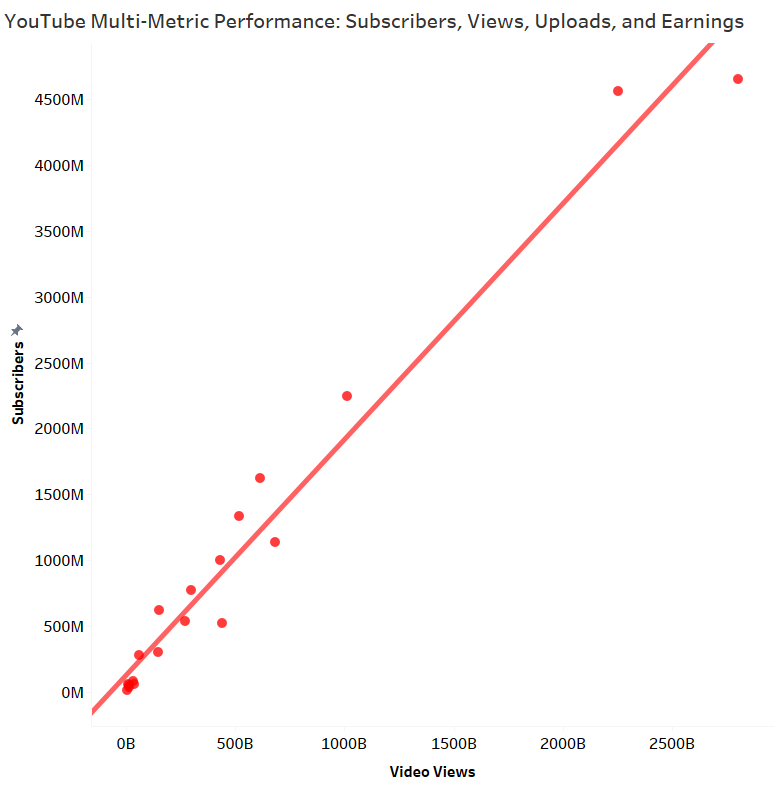 YouTube Multi-Metric Performance: Subscribers, Views, Uploads, and Earnings
4500M
4000M
3500M
3000M
2500M
2000M
1500M
1000M
500M
0M
Subscribers
0B
500B
1000B
1500B
2000B
2500B
Video Views